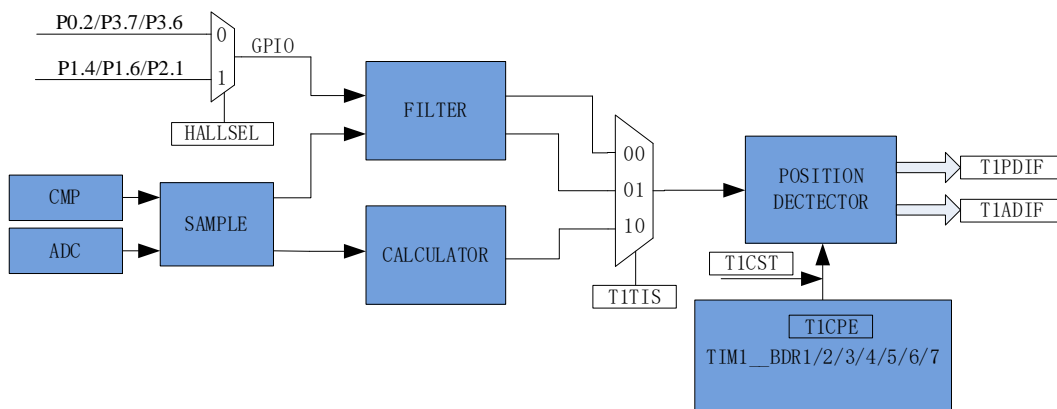 P0.2/P3.7/P3.6
0
GPIO
P1.4/P1.6/P2.1
1
HALLSEL
FILTER
CMP
ADC
SAMPLE
CALCULATOR
00
01
10
T1TIS
POSITION
DECTECTOR
T1PDIF
T1ADIF
T1CST
T1CPE
TIM1__BDR1/2/3/4/5/6/7